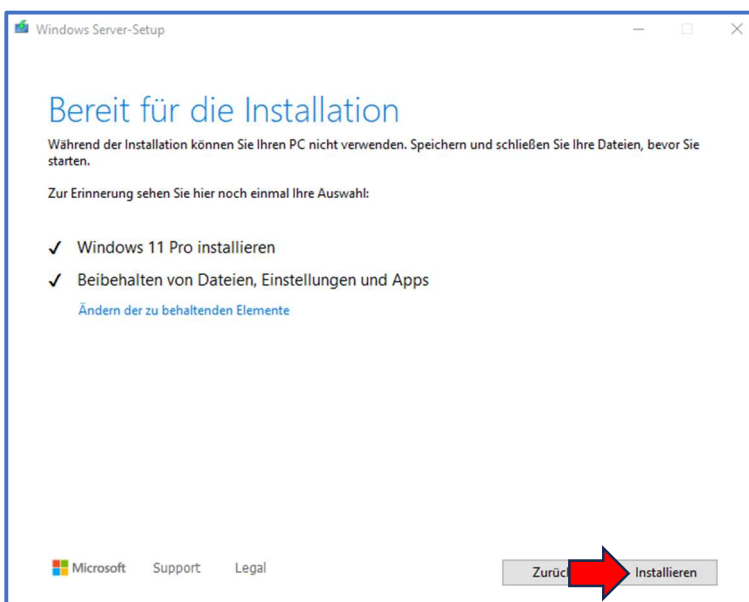 Windows Server-Setup
Bereit für die Installation
Während der Installation können Sie Ihren PC nicht verwenden. Speichern und schließen Sie Ihre Dateien, bevor Sie
starten.
Zur Erinnerung sehen Sie hier noch einmal Ihre Auswahl:
Windows 11 Pro installieren
Beibehalten von Dateien, Einstellungen und Apps
Ändern der zu behaltenden Elemente
Microsoft Support Legal
Installieren